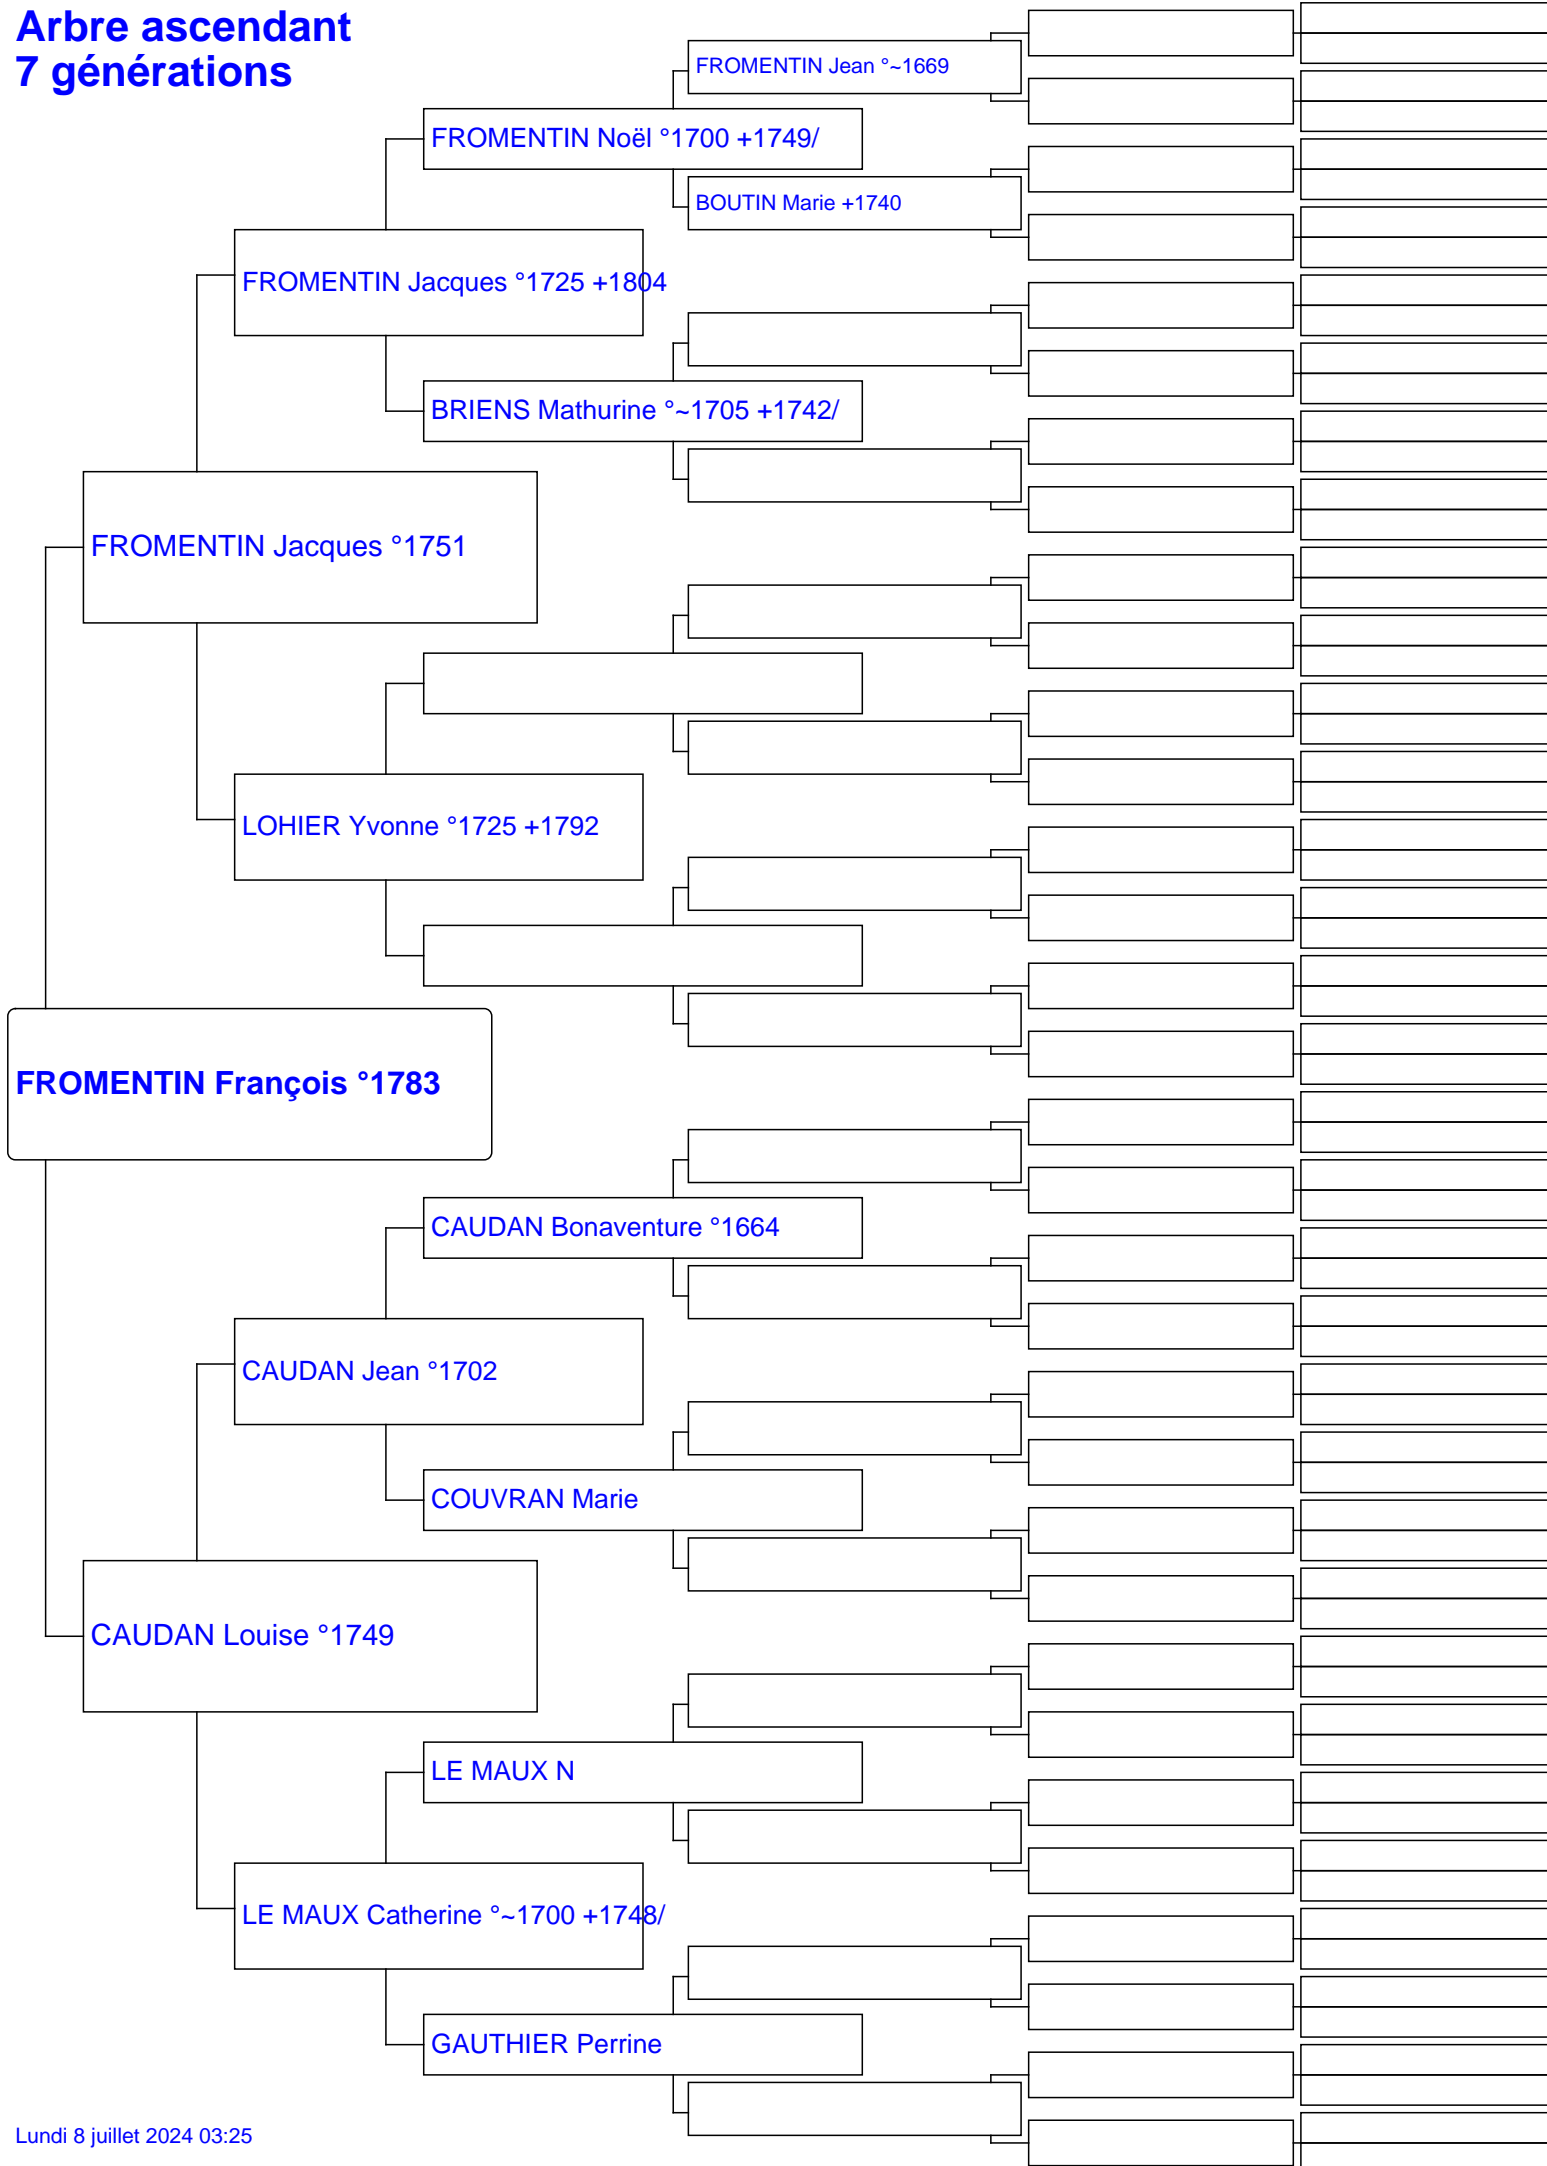 Arbre ascendant
7 générations
FROMENTIN Jean °~1669
FROMENTIN Noël °1700 +1749/
BOUTIN Marie +1740
FROMENTIN Jacques °1725 +1804
BRIENS Mathurine °~1705 +1742/
FROMENTIN Jacques °1751
LOHIER Yvonne °1725 +1792
FROMENTIN François °1783
CAUDAN Bonaventure °1664
CAUDAN Jean °1702
COUVRAN Marie
CAUDAN Louise °1749
LE MAUX N
LE MAUX Catherine °~1700 +1748/
GAUTHIER Perrine
Lundi 8 juillet 2024 03:25